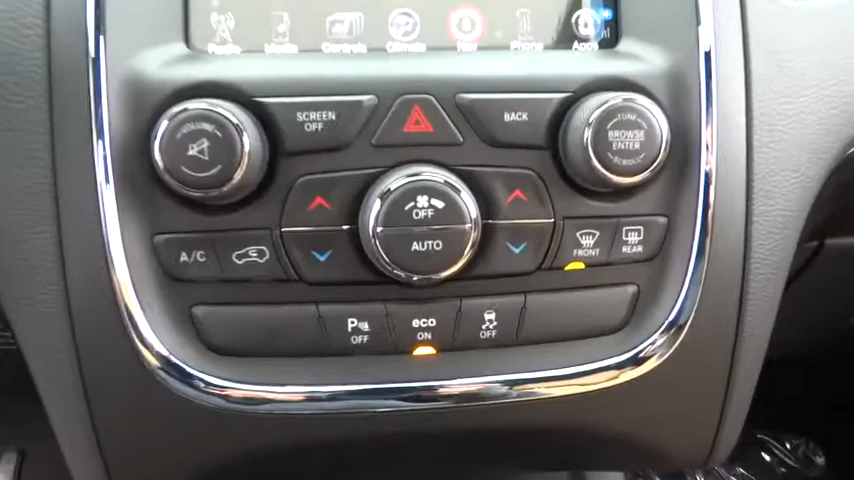 Radio Media Controls Climate Nav Phone Apps
VOLUME
SCREEN
OFF
BACK
TUNE
BROWSE
ENTER
SCROLL
OFF
AUTO
A/C
FRONT
REAR
P
OFF
eco
ON
OFF